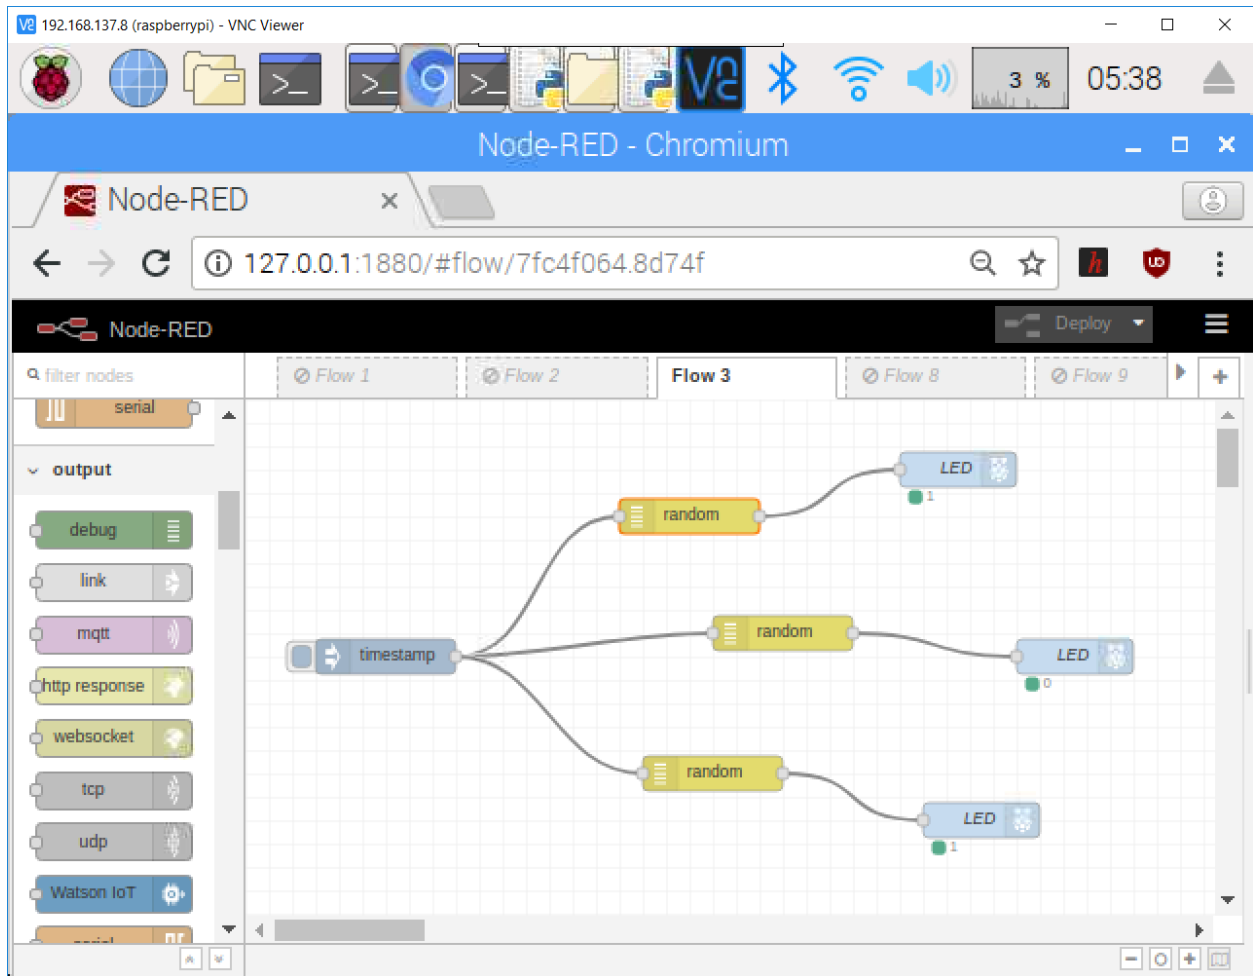 192.168.137.8 (raspberrypi) - VNC Viewer
3 % 05:38
Node-RED - Chromium
Node-RED
127.0.0.1:1880/#flow/7fc4f064.8d74f
Node-RED
Deploy
filter nodes
Flow 1
Flow 2
Flow 3
Flow 8
Flow 9
serial
output
debug
link
mqtt
http response
websocket
tcp
udp
Watson IoT
LED
1
random
random
timestamp
LED
0
random
LED
1